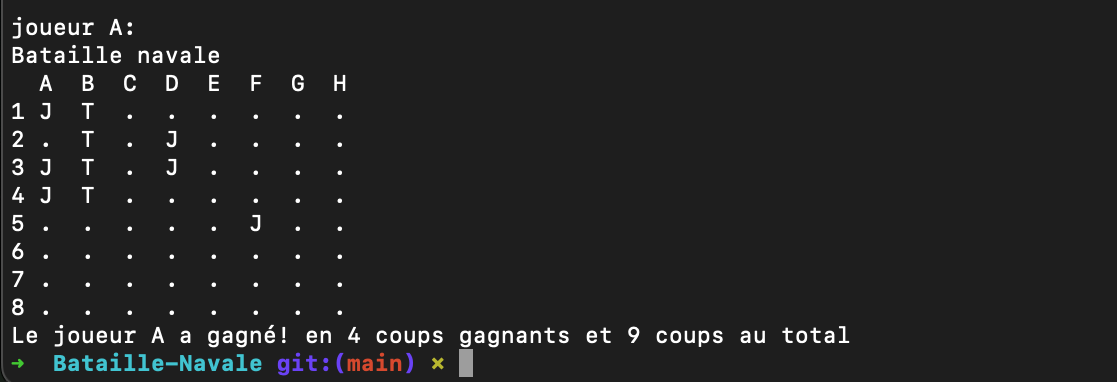 joueur A:
Bataille navale
  A  B  C  D  E  F  G  H
1 J  T  .  .  .  .  .  .
2 .  T  .  J  .  .  .  .
3 J  T  .  J  .  .  .  .
4 J  T  .  .  .  .  .  .
5 .  .  .  .  .  J  .  .
6 .  .  .  .  .  .  .  .
7 .  .  .  .  .  .  .  .
8 .  .  .  .  .  .  .  .
Le joueur A a gagné! en 4 coups gagnants et 9 coups au total
➜  Bataille-Navale git:(main) ✗